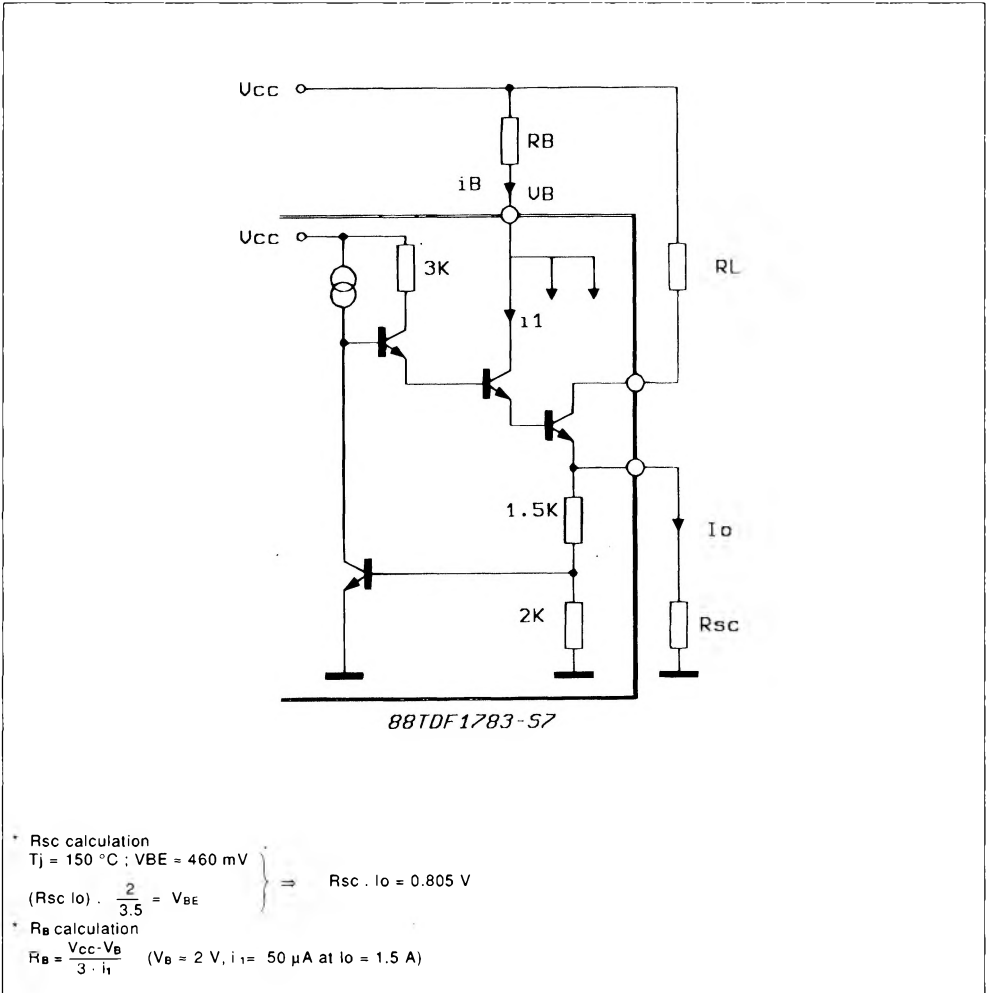 Vcc
RB
iB
VB
Vcc
3K
RL
i1
1.5K
Io
2K
Rsc
88TDF1783-S7
* Rsc calculation
Tj = 150 °C ; VBE = 460 mV
(Rsc Io) . 2/3.5 = VBE ⇒ Rsc . Io = 0.805 V
* RB calculation
RB = Vcc-VB / 3 · i1 (VB = 2 V, i1 = 50 µA at Io = 1.5 A)